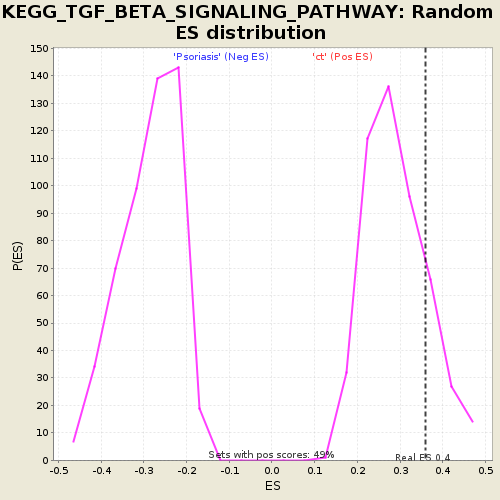 KEGG_TGF_BETA_SIGNALING_PATHWAY: Random
ES distribution
'Psoriasis' (Neg ES) 'ct' (Pos ES)
P(ES)
150
140
130
120
110
100
90
80
70
60
50
40
30
20
10
0
Sets with pos scores: 49%
Real ES 0,4
-0.5 -0.4 -0.3 -0.2 -0.1 0.0 0.1 0.2 0.3 0.4 0.5
ES